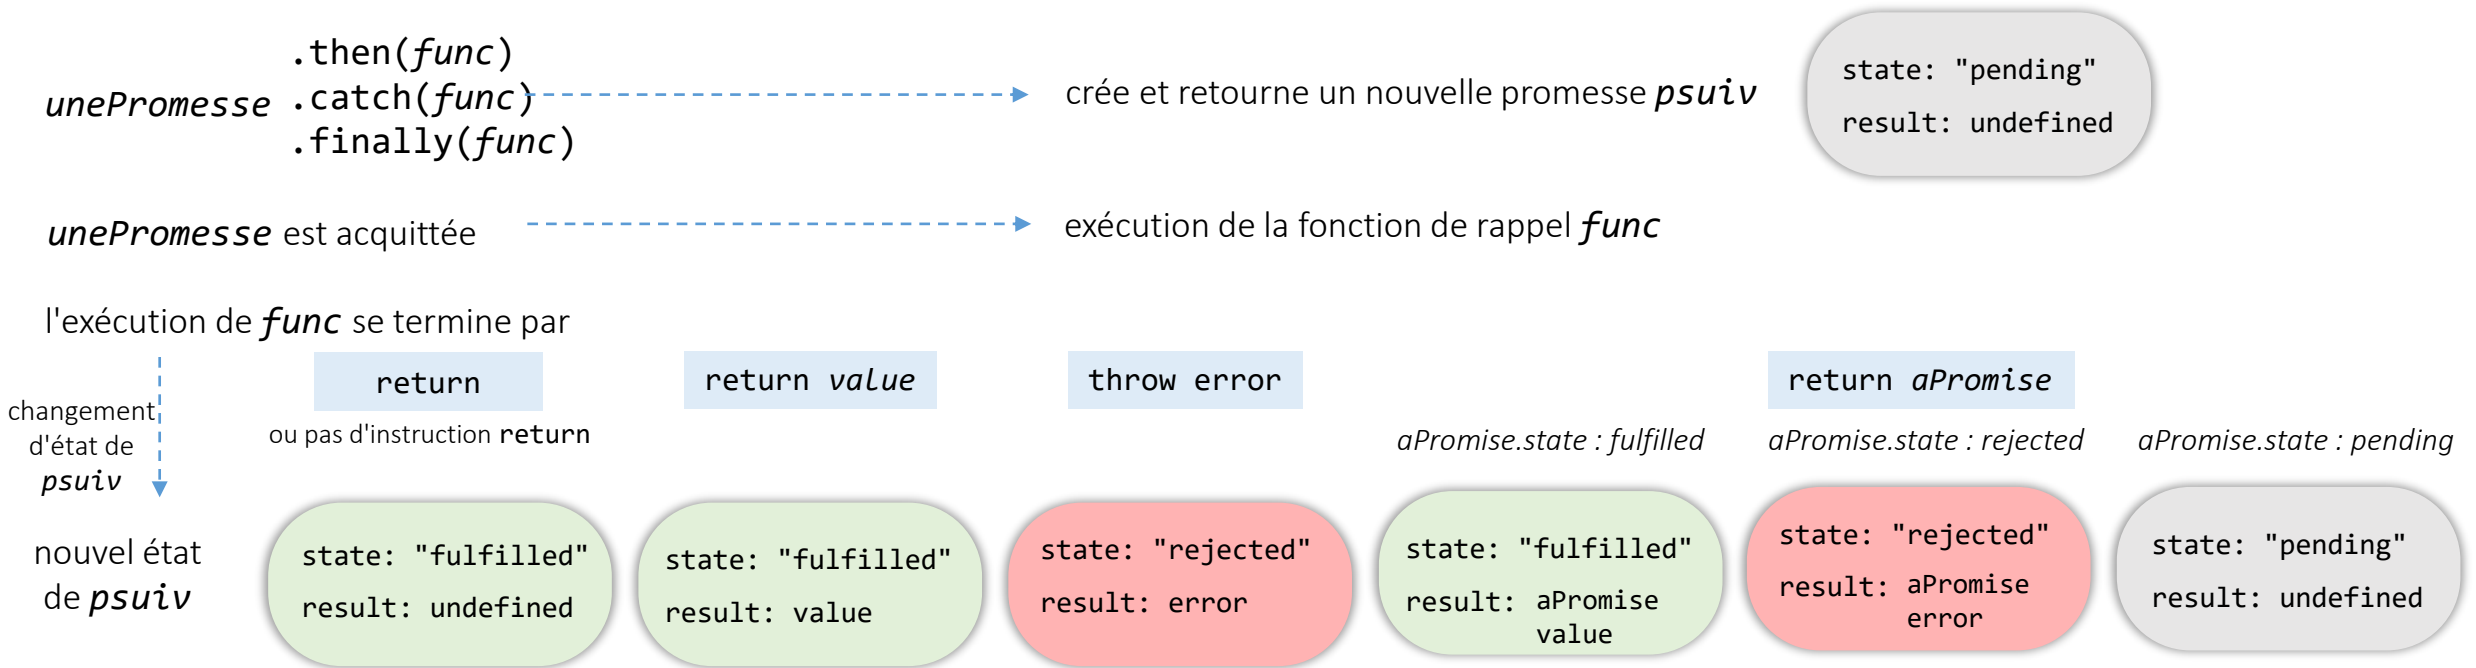 .then(func)
unePromesse .catch(func)
.finally(func)
crée et retourne un nouvelle promesse psuiv
state: "pending"
result: undefined
unePromesse est acquittée
exécution de la fonction de rappel func
l'exécution de func se termine par
return
return value
throw error
return aPromise
ou pas d'instruction return
aPromise.state : fulfilled
aPromise.state : rejected
aPromise.state : pending
changement
d'état de
psuiv
nouvel état
de psuiv
state: "fulfilled"
result: undefined
state: "fulfilled"
result: value
state: "rejected"
result: error
state: "fulfilled"
result: aPromise
value
state: "rejected"
result: aPromise
error
state: "pending"
result: undefined